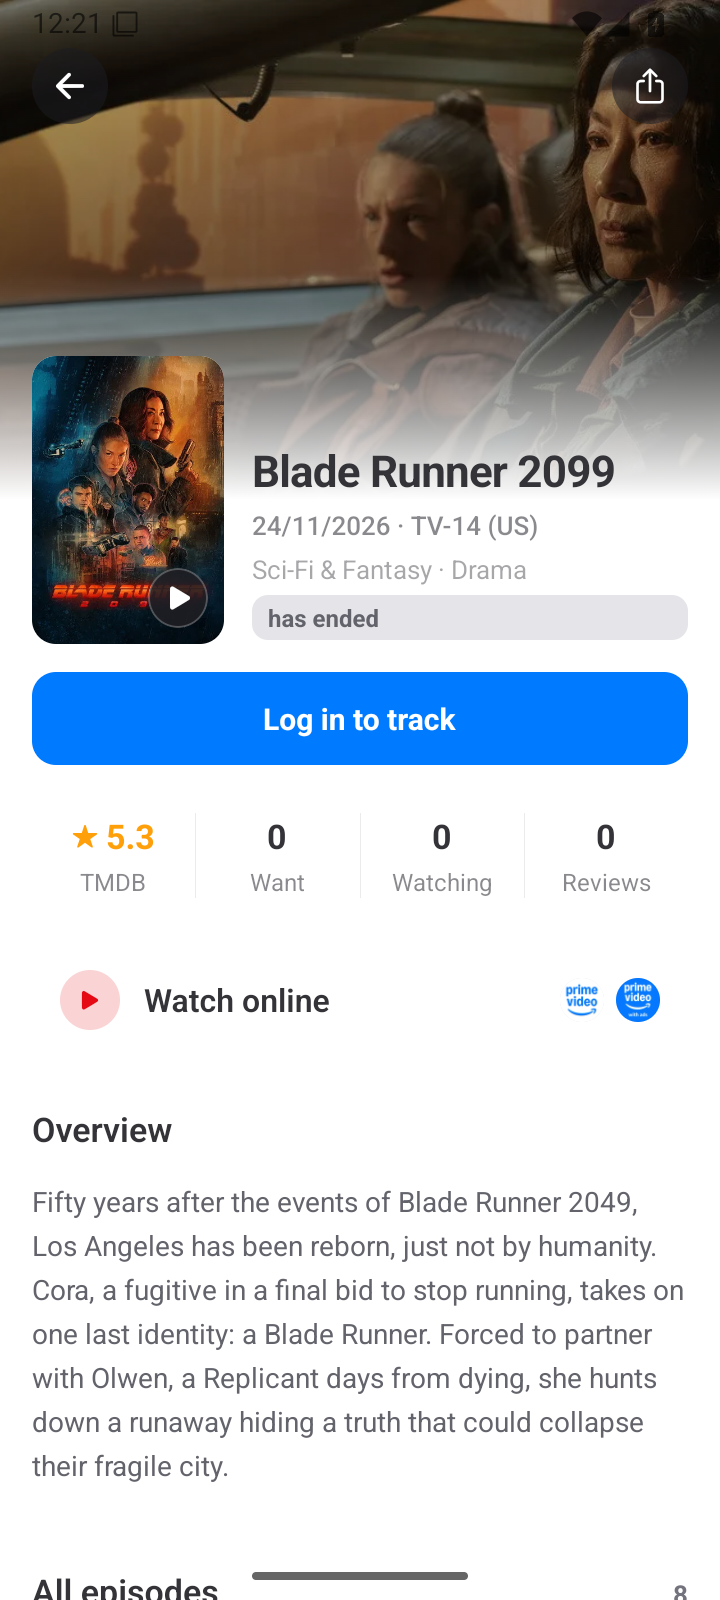 12:21
Blade Runner 2099
24/11/2026 · TV-14 (US)
Sci-Fi & Fantasy · Drama
has ended
Log in to track
★ 5.3
TMDB
0
Want
0
Watching
0
Reviews
Watch online
prime
video
prime
video
with ads
Overview
Fifty years after the events of Blade Runner 2049,
Los Angeles has been reborn, just not by humanity.
Cora, a fugitive in a final bid to stop running, takes on
one last identity: a Blade Runner. Forced to partner
with Olwen, a Replicant days from dying, she hunts
down a runaway hiding a truth that could collapse
their fragile city.
All episodes
8